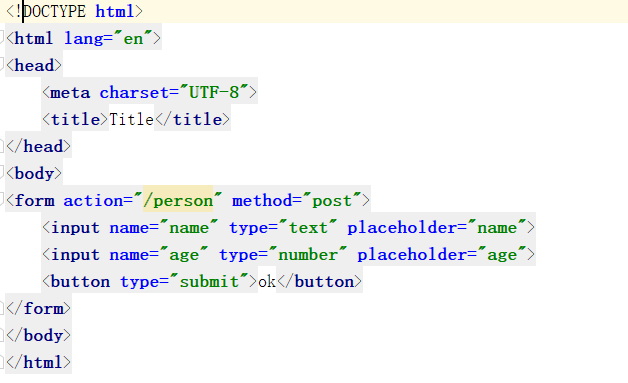 <!DOCTYPE html>
<html lang="en">
<head>
    <meta charset="UTF-8">
    <title>Title</title>
</head>
<body>
<form action="/person" method="post">
    <input name="name" type="text" placeholder="name">
    <input name="age" type="number" placeholder="age">
    <button type="submit">ok</button>
</form>
</body>
</html>